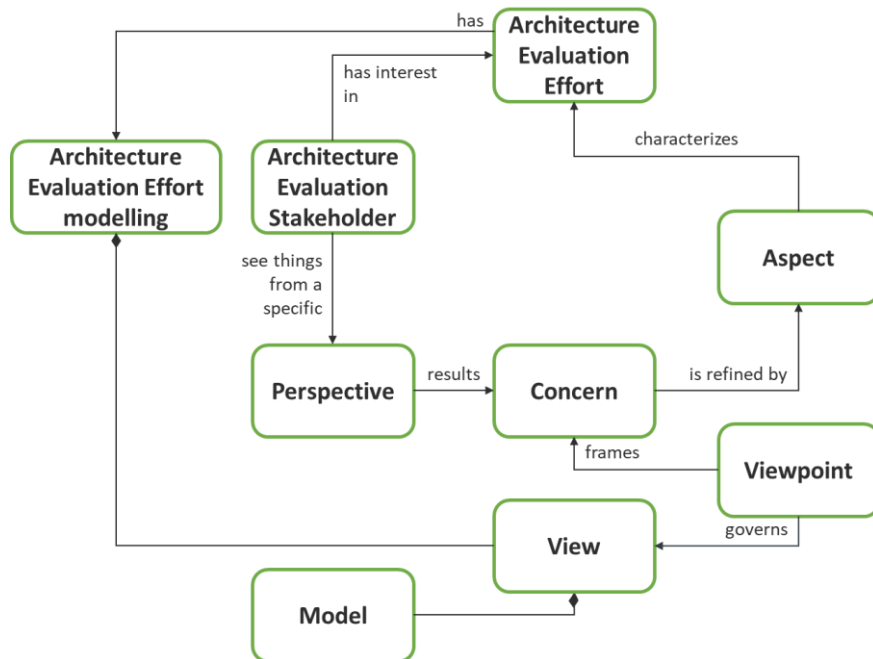 has
Architecture
Evaluation
Effort
has interest
in
characterizes
Architecture
Evaluation Effort
modelling
Architecture
Evaluation
Stakeholder
see things
from a
specific
Aspect
Perspective
results
Concern
is refined by
frames
Viewpoint
governs
View
Model